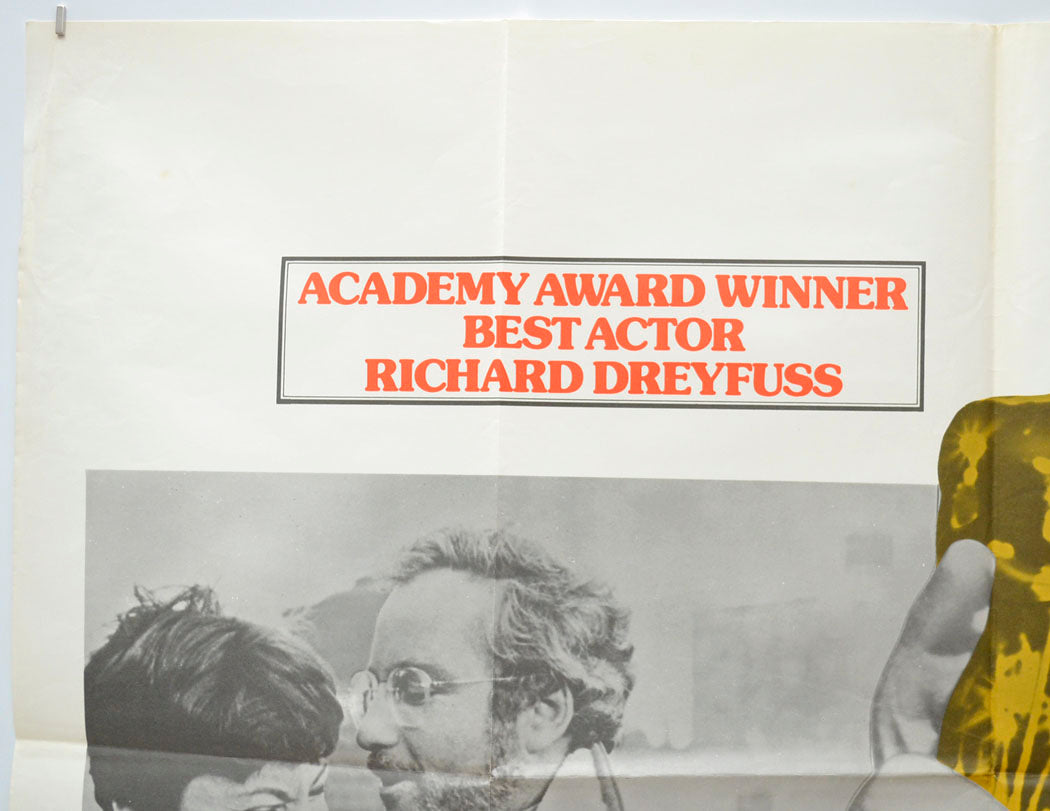 ACADEMY AWARD WINNER
BEST ACTOR
RICHARD DREYFUSS